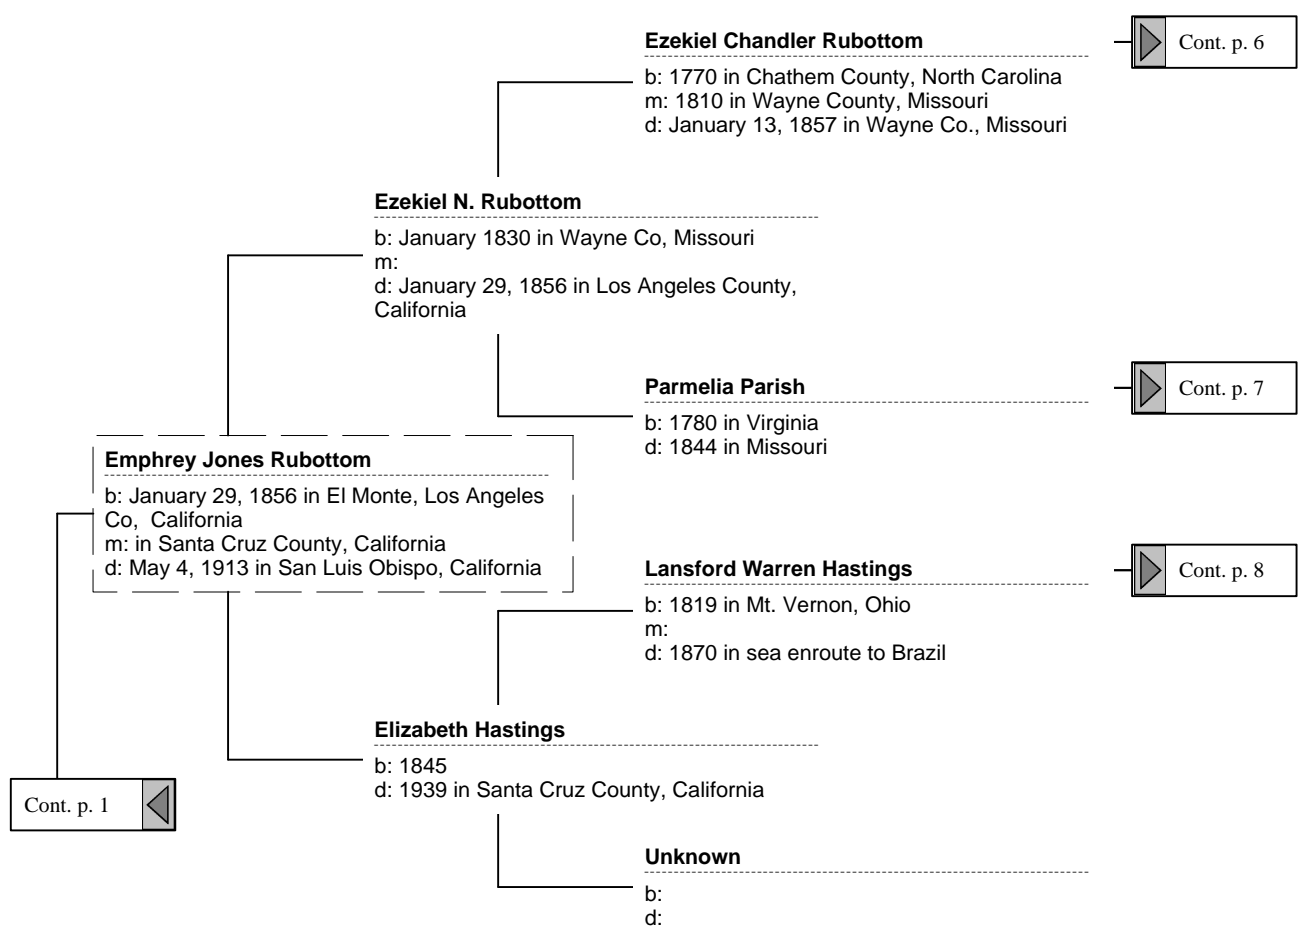 Ezekiel Chandler Rubottom
b: 1770 in Chathem County, North Carolina
m: 1810 in Wayne County, Missouri
d: January 13, 1857 in Wayne Co., Missouri
Cont. p. 6
Ezekiel N. Rubottom
b: January 1830 in Wayne Co, Missouri
m:
d: January 29, 1856 in Los Angeles County,
California
Parmelia Parish
b: 1780 in Virginia
d: 1844 in Missouri
Cont. p. 7
Emphrey Jones Rubottom
b: January 29, 1856 in El Monte, Los Angeles
Co,  California
m: in Santa Cruz County, California
d: May 4, 1913 in San Luis Obispo, California
Lansford Warren Hastings
b: 1819 in Mt. Vernon, Ohio
m:
d: 1870 in sea enroute to Brazil
Cont. p. 8
Elizabeth Hastings
b: 1845
d: 1939 in Santa Cruz County, California
Cont. p. 1
Unknown
b:
d: